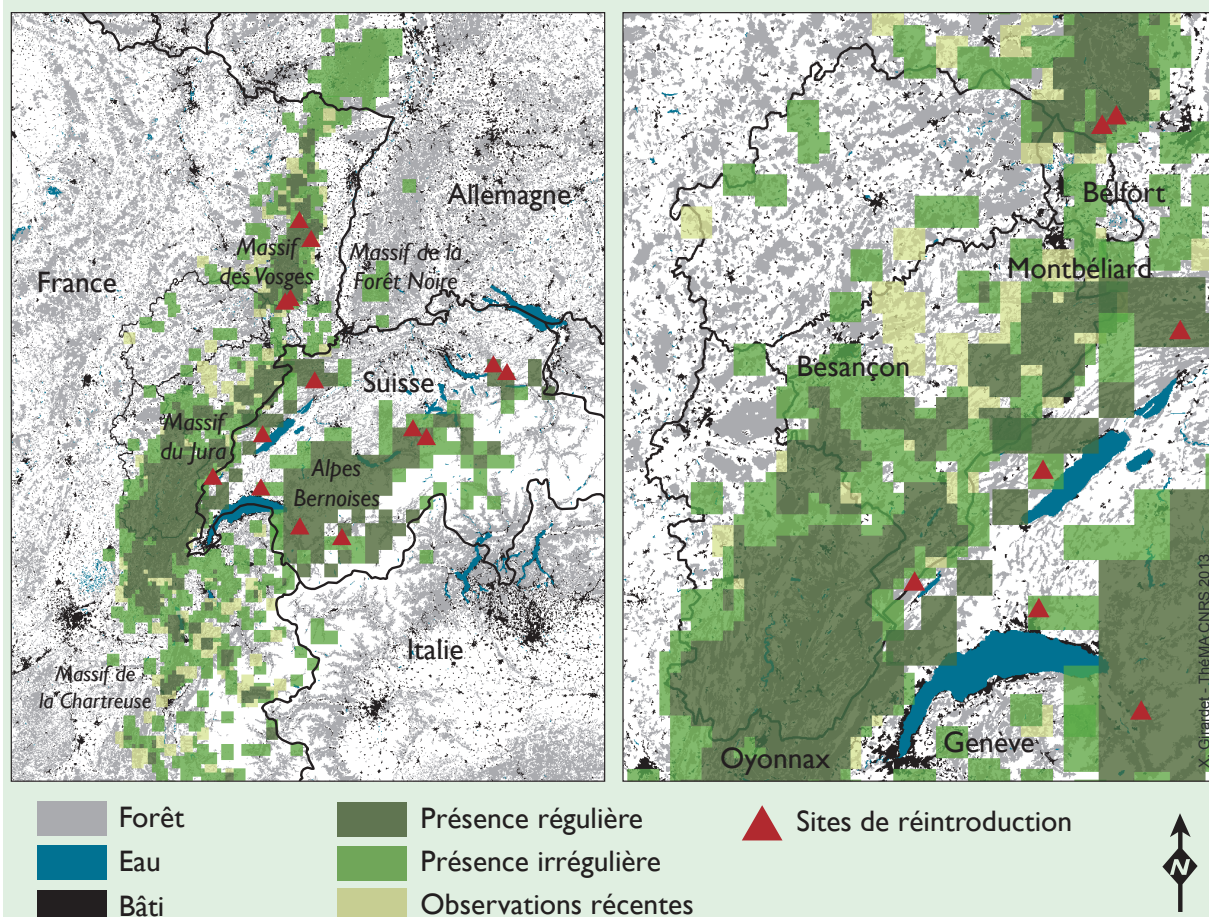 Allemagne
Massif
des Vosges
Massif de la
Forêt Noire
France
Suisse
Massif
du Jura
Alpes
Bernoises
Italie
Massif de
la Chartreuse
Belfort
Montbéliard
Besançon
Genève
Oyonnax
X. Girardet - ThéMA CNRS 2013
Forêt
Eau
Bâti
Présence régulière
Présence irrégulière
Observations récentes
Sites de réintroduction
N